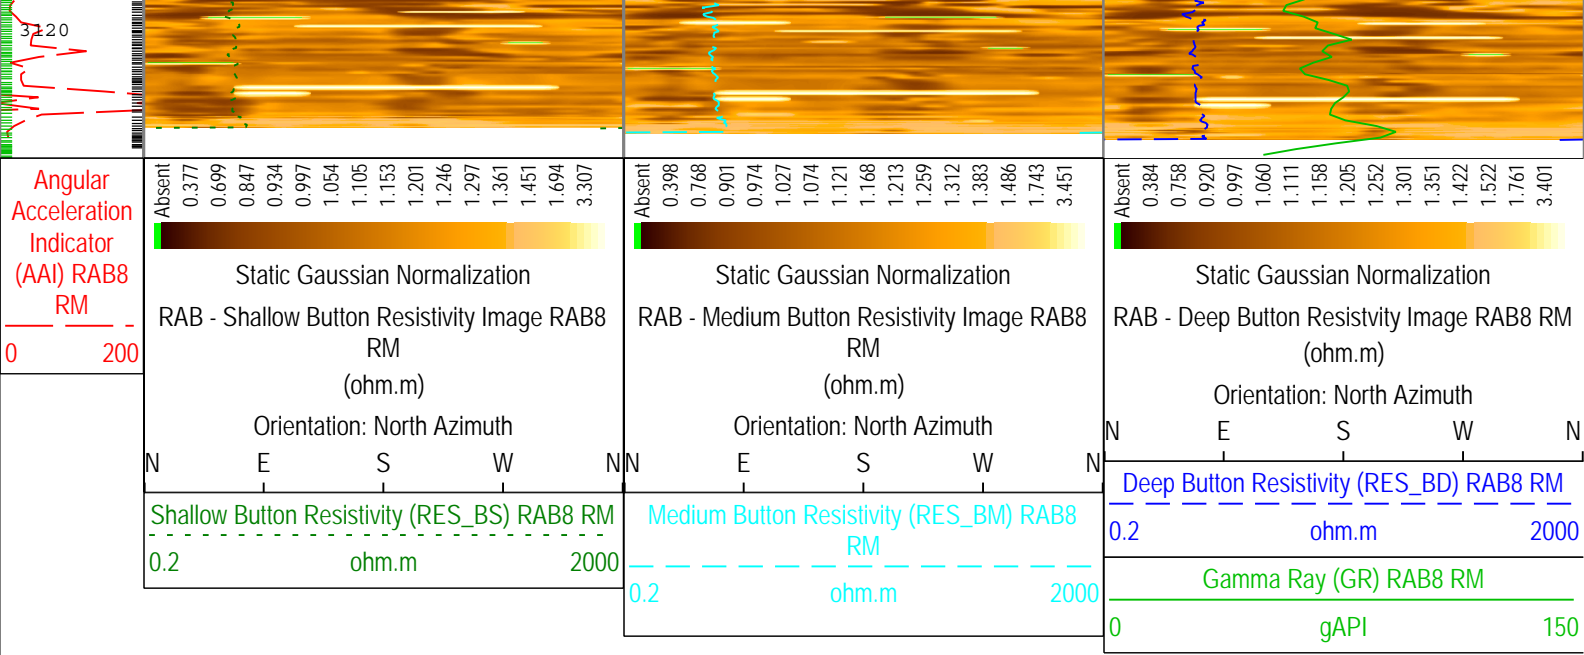 3120
Angular
Acceleration
Indicator
(AAI) RAB8
RM
0 200
Absent 0.377 0.699 0.847 0.934 0.997 1.054 1.105 1.153 1.201 1.246 1.297 1.361 1.451 1.694 3.307
Static Gaussian Normalization
RAB - Shallow Button Resistivity Image RAB8
RM
(ohm.m)
Orientation: North Azimuth
N E S W N
Shallow Button Resistivity (RES_BS) RAB8 RM
0.2 ohm.m 2000
Absent 0.398 0.768 0.901 0.974 1.027 1.074 1.121 1.168 1.213 1.259 1.312 1.383 1.486 1.743 3.451
Static Gaussian Normalization
RAB - Medium Button Resistivity Image RAB8
RM
(ohm.m)
Orientation: North Azimuth
N E S W N
Medium Button Resistivity (RES_BM) RAB8
RM
0.2 ohm.m 2000
Absent 0.384 0.758 0.920 0.997 1.060 1.111 1.158 1.205 1.252 1.301 1.351 1.422 1.522 1.761 3.401
Static Gaussian Normalization
RAB - Deep Button Resistvity Image RAB8 RM
(ohm.m)
Orientation: North Azimuth
N E S W N
Deep Button Resistivity (RES_BD) RAB8 RM
0.2 ohm.m 2000
Gamma Ray (GR) RAB8 RM
0 gAPI 150